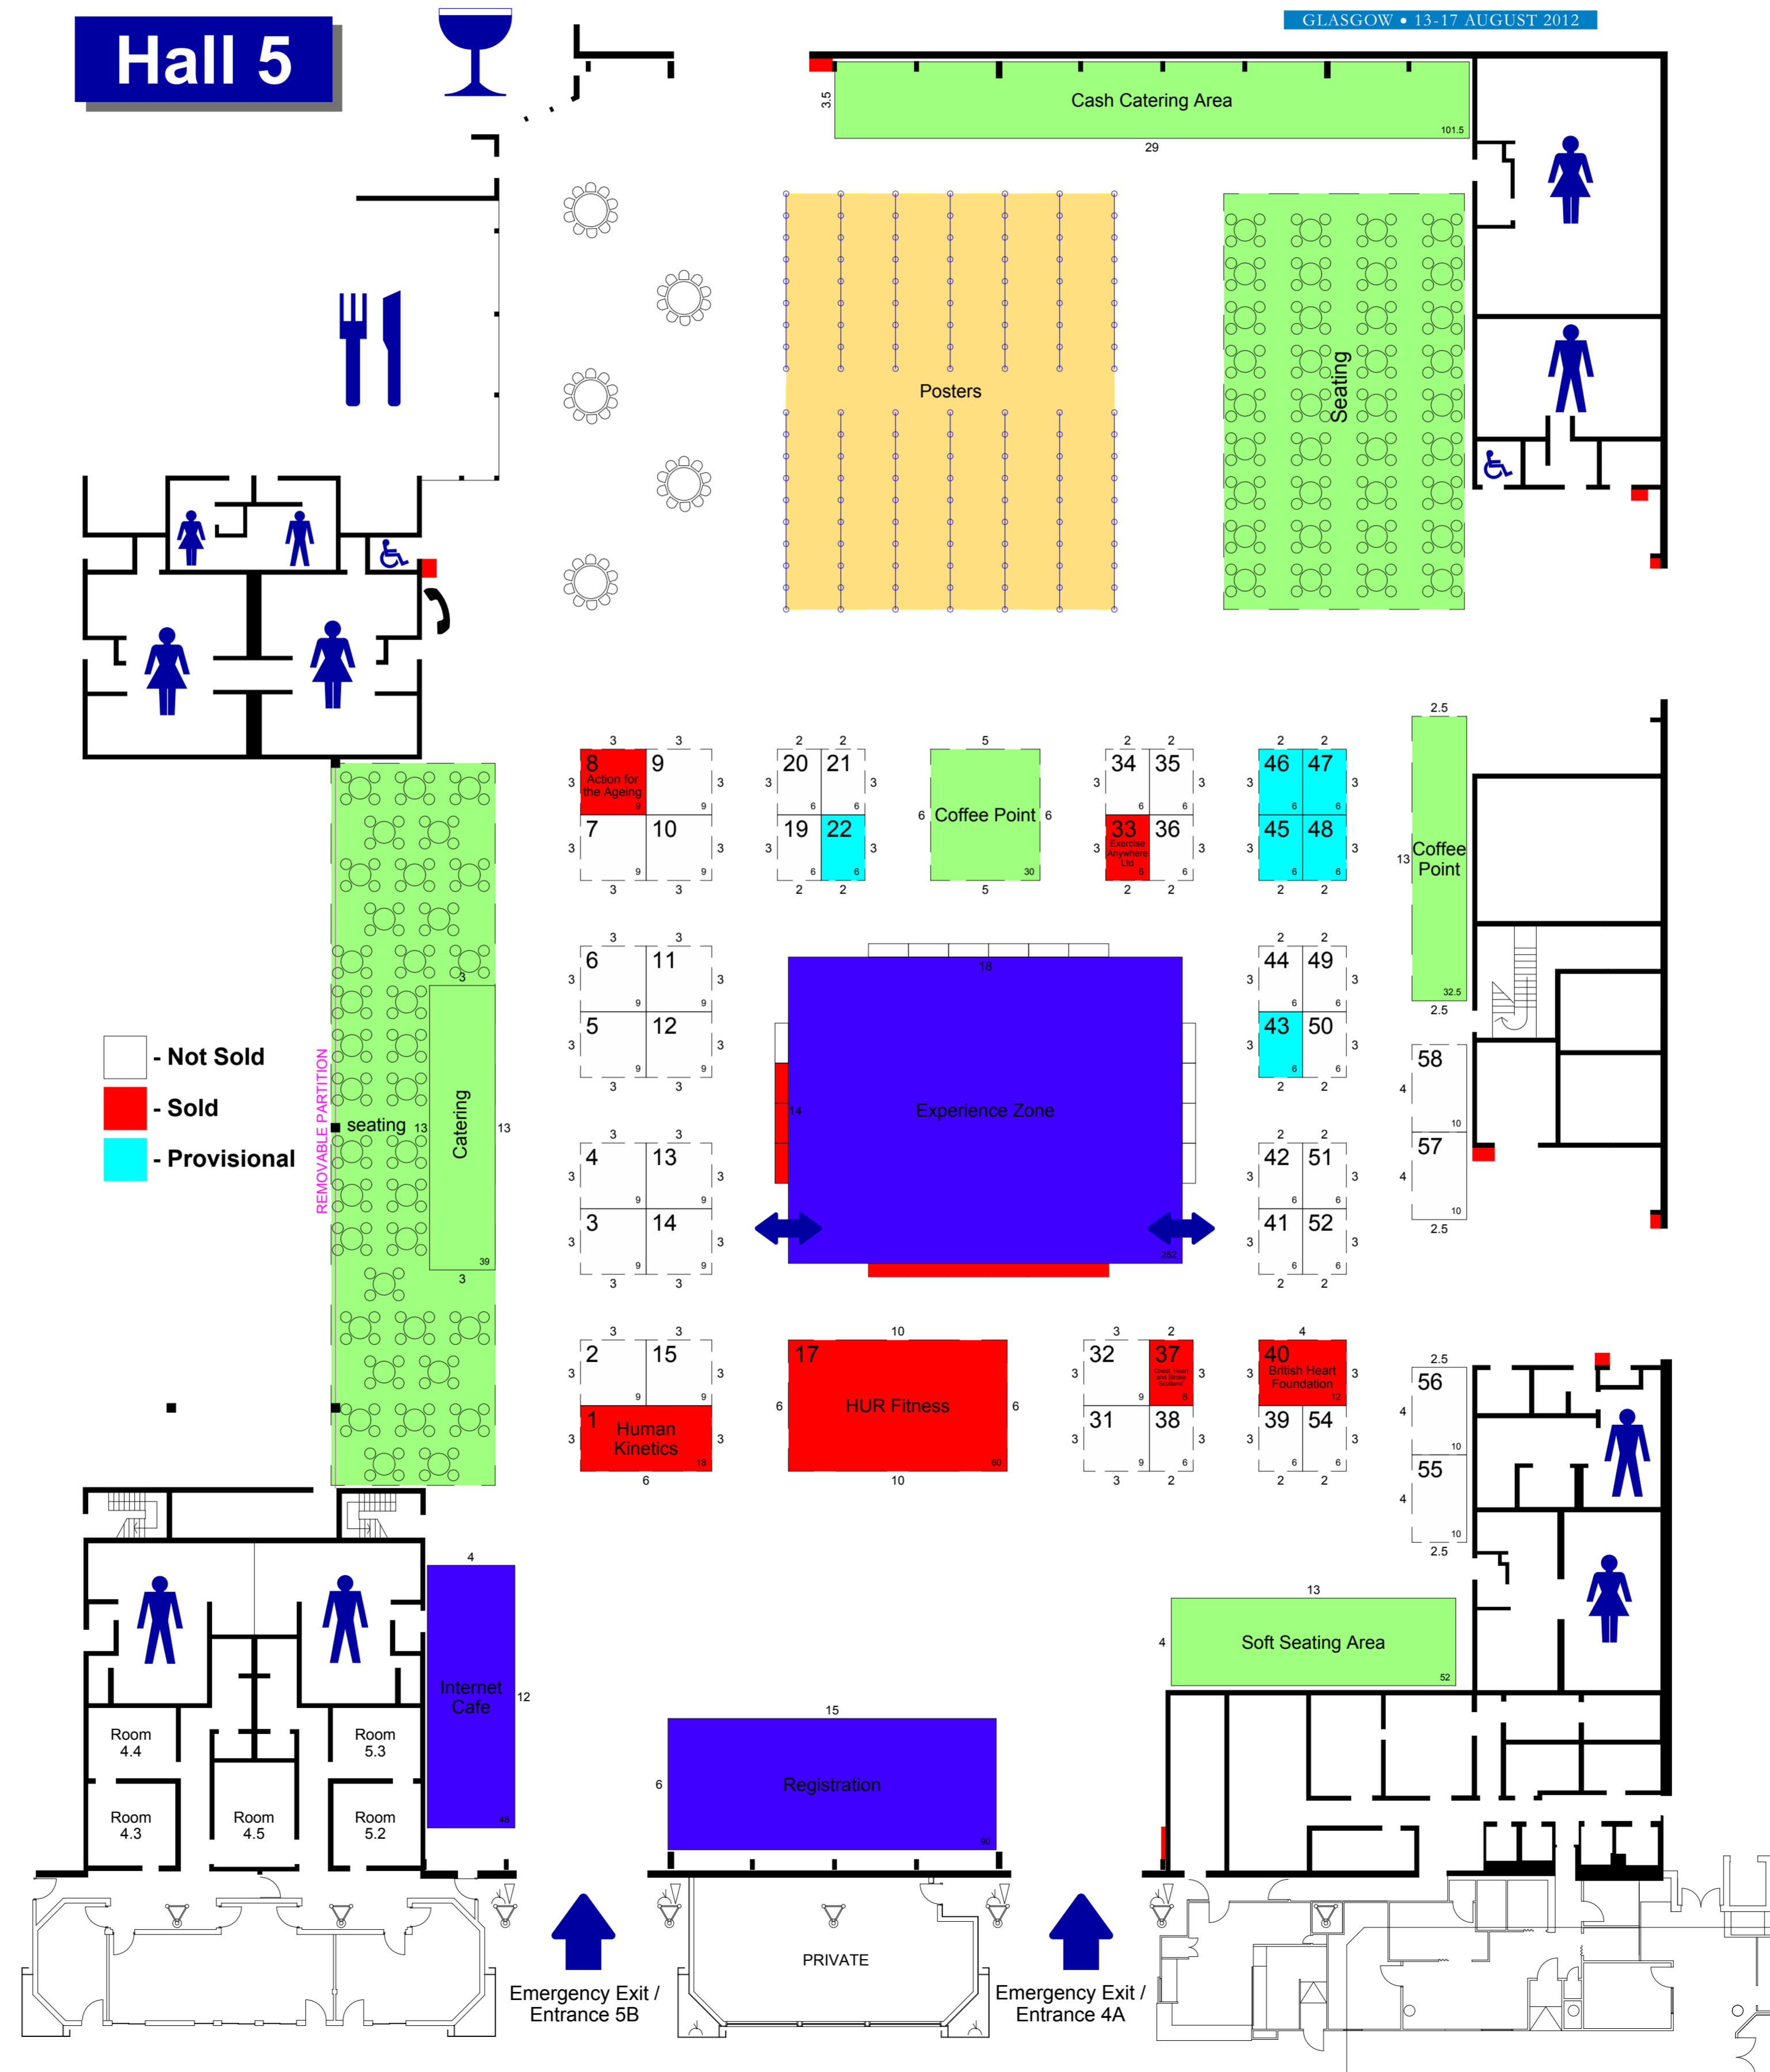 GLASGOW • 13-17 AUGUST 2012
Hall 5
3.5
Cash Catering Area
101.5
29
Posters
Seating
2.5
3 3 2 2 5 2 2 2 2
8 9 20 21 34 35 46 47
Action for
the Ageing
3 9 9 3 3 6 6 3 3 6 6 3 3 6 6 3
7 10 19 22 6 Coffee Point 6 33 36 45 48
Exercise
Anywhere
Ltd
3 9 9 3 3 6 6 3 30 3 6 6 3 3 6 6 3
3 3 2 2 5 2 2 2 2
13 Coffee
Point
32.5
2.5
3 3 2 2
6 11 44 49
3 9 9 3 3 6 6 3
5 12 43 50
3 9 9 3 3 6 6 3
3 3 2 2
18
14
Experience Zone
252
- Not Sold
- Sold
- Provisional
REMOVABLE PARTITION
seating
3
13
Catering
13
39
3
58
4
10
57
4
10
2.5
3 3 2 2
4 13 42 51
3 9 9 3 3 6 6 3
3 14 41 52
3 9 9 3 3 6 6 3
3 3 2 2
3 3 10 3 2 4
2 15 17 32 37 40
Chest, Heart
and Stroke
Scotland
British Heart
Foundation
3 9 9 3 3 9 6 3 3 12 3
6 HUR Fitness 6
1 31 38 39 54
Human
Kinetics
3 18 3 60 3 9 6 3 3 6 6 3
6 10 3 2 2 2
2.5
56
4
10
55
4
10
2.5
4
Internet
Cafe
12
48
13
4
Soft Seating Area
52
Room
4.4
Room
5.3
Room
4.3
Room
4.5
Room
5.2
15
6
Registration
90
PRIVATE
Emergency Exit /
Entrance 5B
Emergency Exit /
Entrance 4A